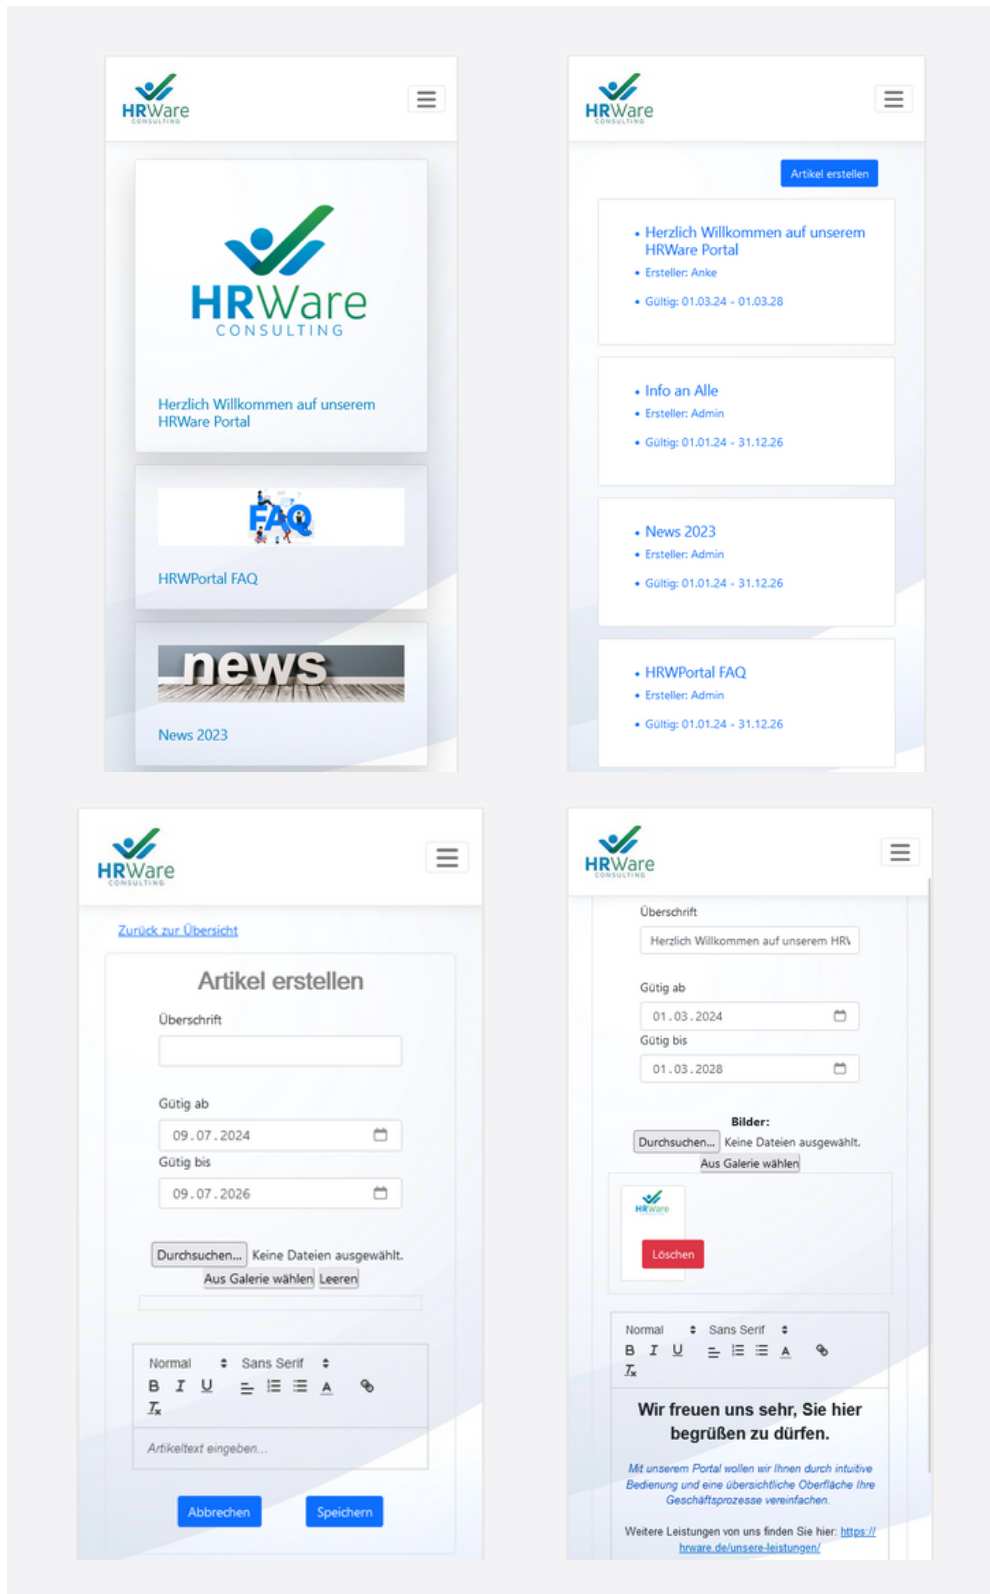 HRWare
CONSULTING
HRWare
CONSULTING
Herzlich Willkommen auf unserem
HRWare Portal
FAQ
HRWPortal FAQ
news
News 2023
HRWare
CONSULTING
Artikel erstellen
• Herzlich Willkommen auf unserem
HRWare Portal
• Ersteller: Anke
• Gültig: 01.03.24 - 01.03.28
• Info an Alle
• Ersteller: Admin
• Gültig: 01.01.24 - 31.12.26
• News 2023
• Ersteller: Admin
• Gültig: 01.01.24 - 31.12.26
• HRWPortal FAQ
• Ersteller: Admin
• Gültig: 01.01.24 - 31.12.26
HRWare
CONSULTING
Zurück zur Übersicht
Artikel erstellen
Überschrift
Gütig ab
09.07.2024
Gütig bis
09.07.2026
Durchsuchen... Keine Dateien ausgewählt.
Aus Galerie wählen Leeren
Normal Sans Serif
B I U A
Tx
Artikeltext eingeben...
Abbrechen Speichern
HRWare
CONSULTING
Überschrift
Herzlich Willkommen auf unserem HRW
Gütig ab
01.03.2024
Gütig bis
01.03.2028
Bilder:
Durchsuchen... Keine Dateien ausgewählt.
Aus Galerie wählen
HRWare
Löschen
Normal Sans Serif
B I U A
Tx
Wir freuen uns sehr, Sie hier
begrüßen zu dürfen.
Mit unserem Portal wollen wir Ihnen durch intuitive
Bedienung und eine übersichtliche Oberfläche Ihre
Geschäftsprozesse vereinfachen.
Weitere Leistungen von uns finden Sie hier: https://
hrware.de/unsere-leistungen/